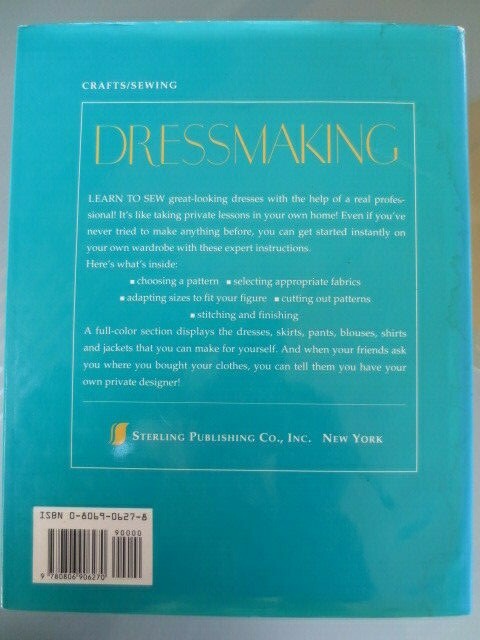 CRAFTS/SEWING
DRESSMAKING
LEARN TO SEW great-looking dresses with the help of a real profes-
sional! It's like taking private lessons in your own home! Even if you've
never tried to make anything before, you can get started instantly on
your own wardrobe with these expert instructions.
Here's what's inside:
■ choosing a pattern ■ selecting appropriate fabrics
■ adapting sizes to fit your figure ■ cutting out patterns
■ stitching and finishing
A full-color section displays the dresses, skirts, pants, blouses, shirts
and jackets that you can make for yourself. And when your friends ask
you where you bought your clothes, you can tell them you have your
own private designer!
STERLING PUBLISHING CO., INC. NEW YORK
ISBN 0-8069-0627-8
90000
9 780806 906270